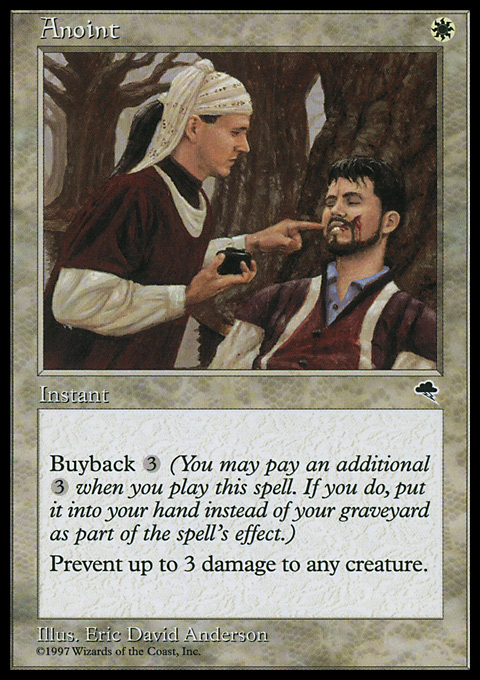 Anoint
Instant
Buyback 3 (You may pay an additional
3 when you play this spell. If you do, put
it into your hand instead of your graveyard
as part of the spell's effect.)
Prevent up to 3 damage to any creature.
Illus. Eric David Anderson
©1997 Wizards of the Coast, Inc.